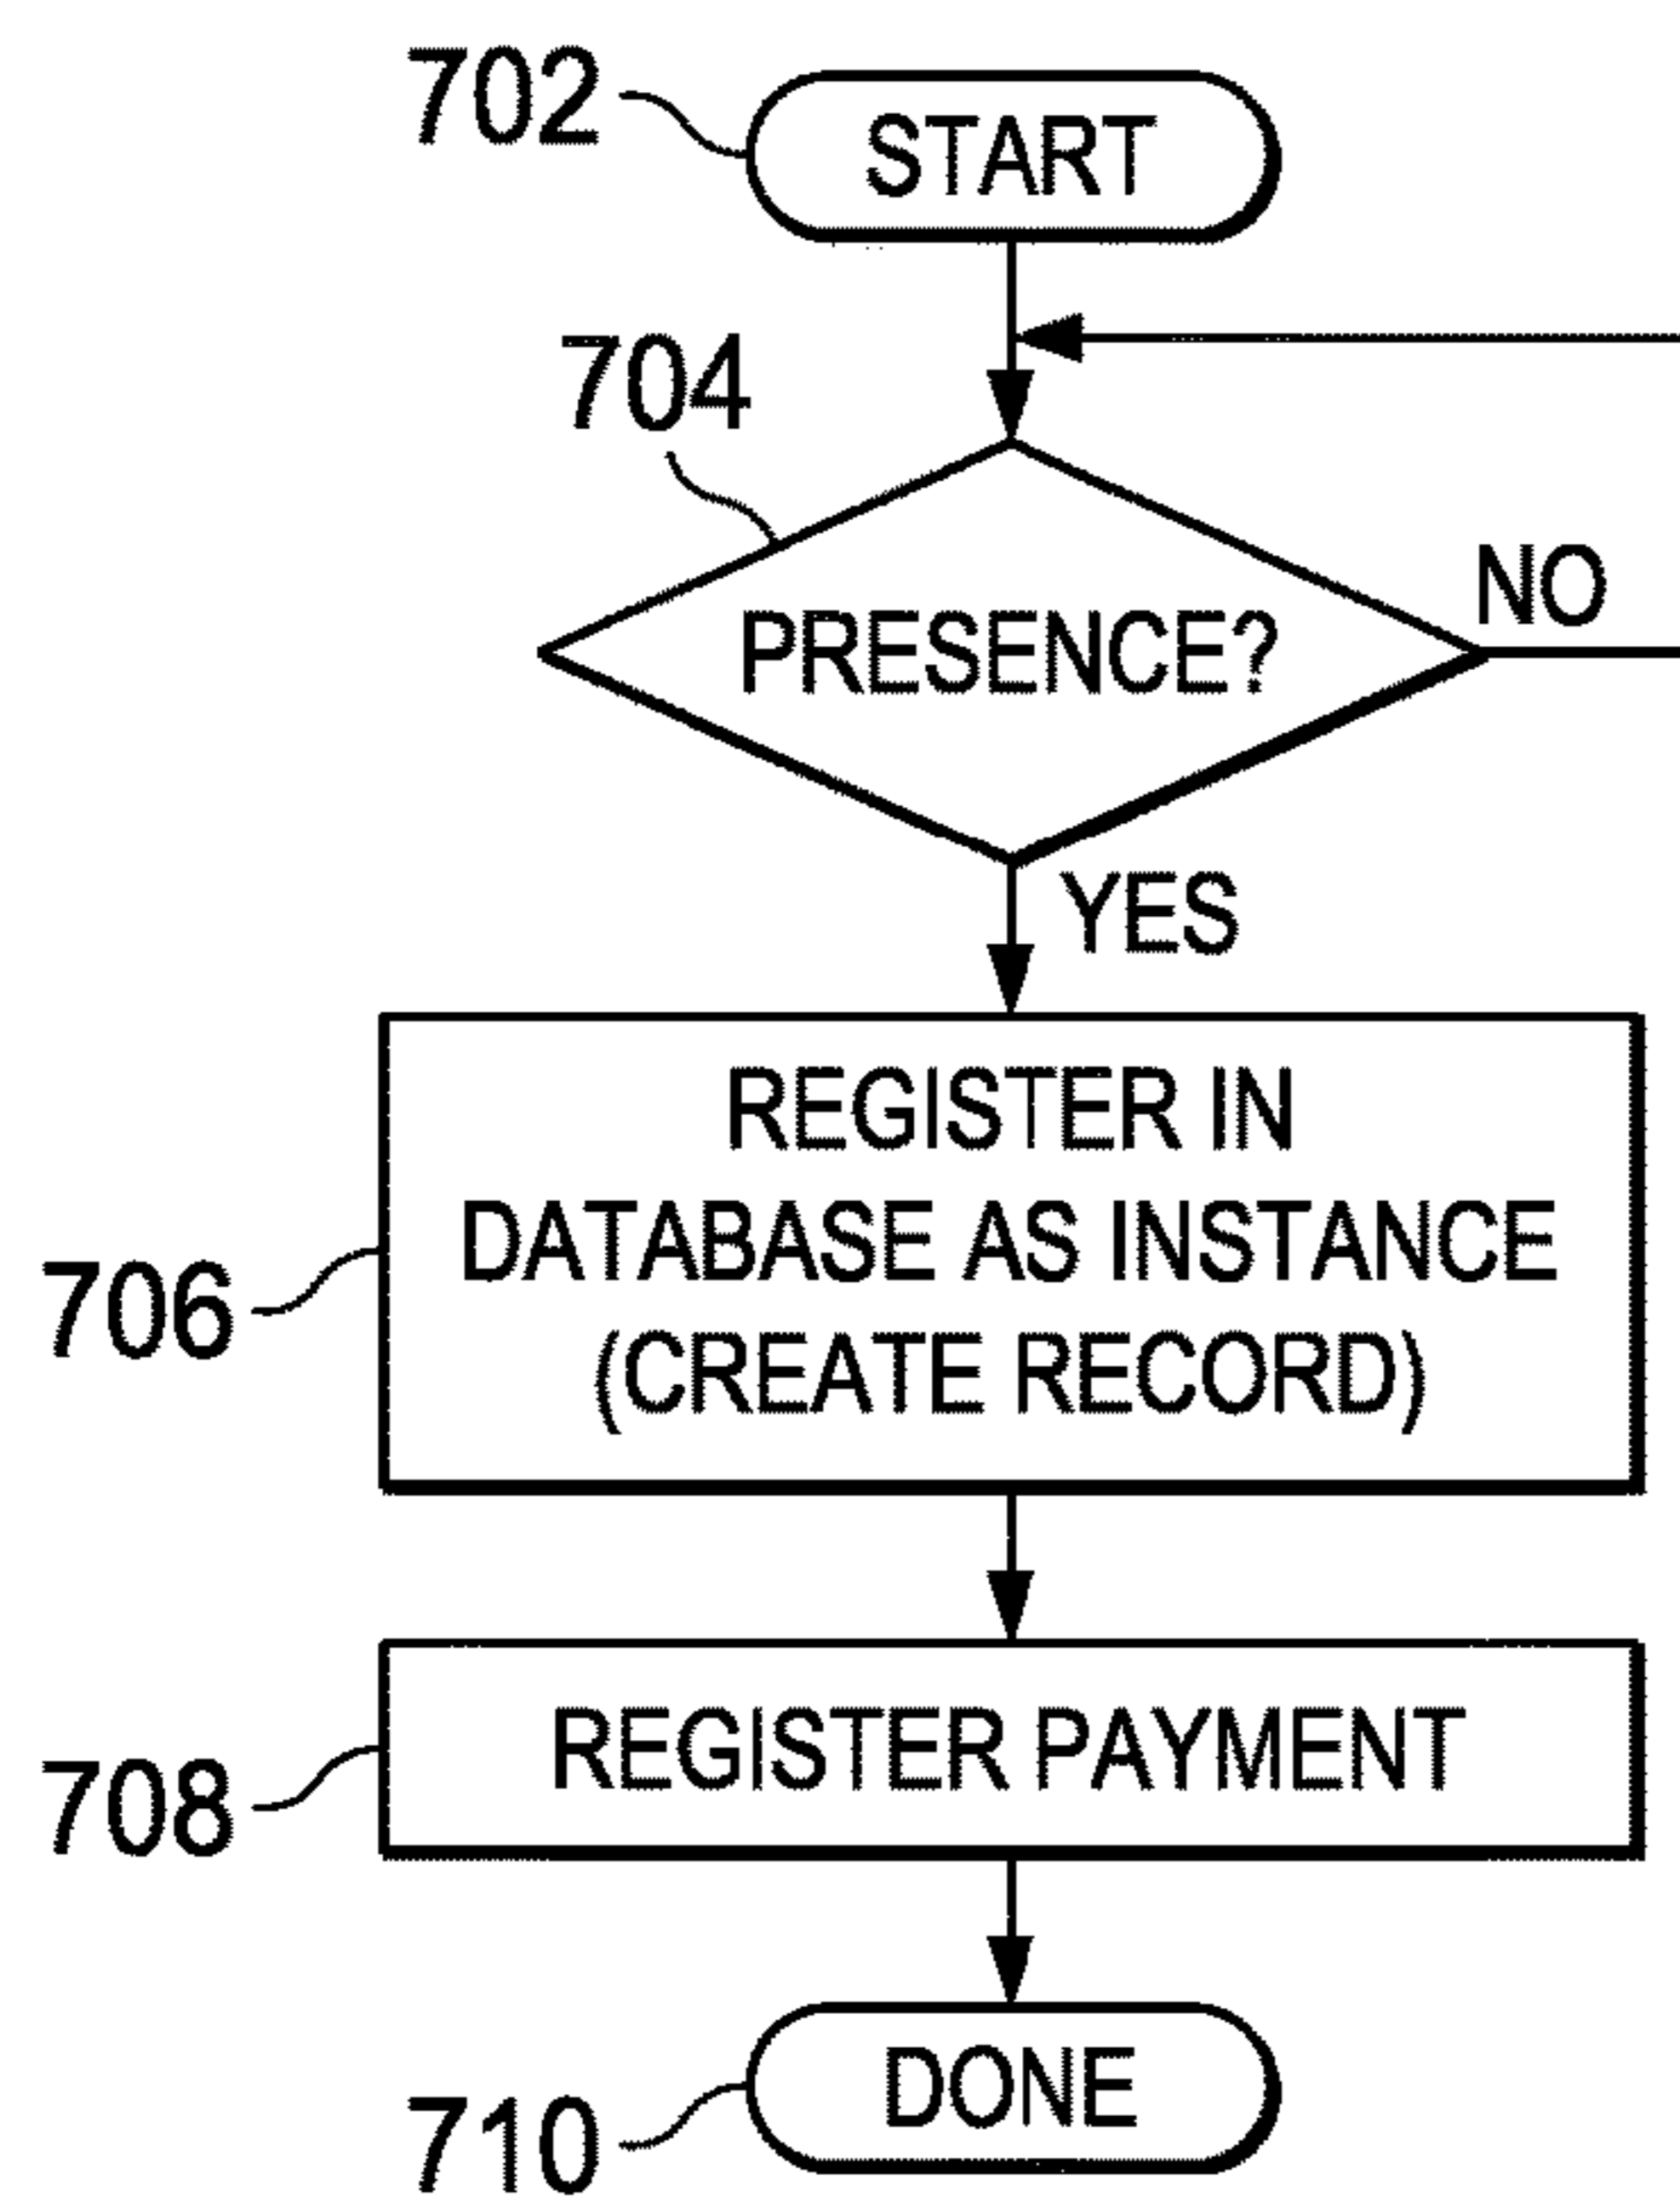 702
START
704
PRESENCE?
NO
YES
REGISTER IN
DATABASE AS INSTANCE
(CREATE RECORD)
706
REGISTER PAYMENT
708
DONE
710